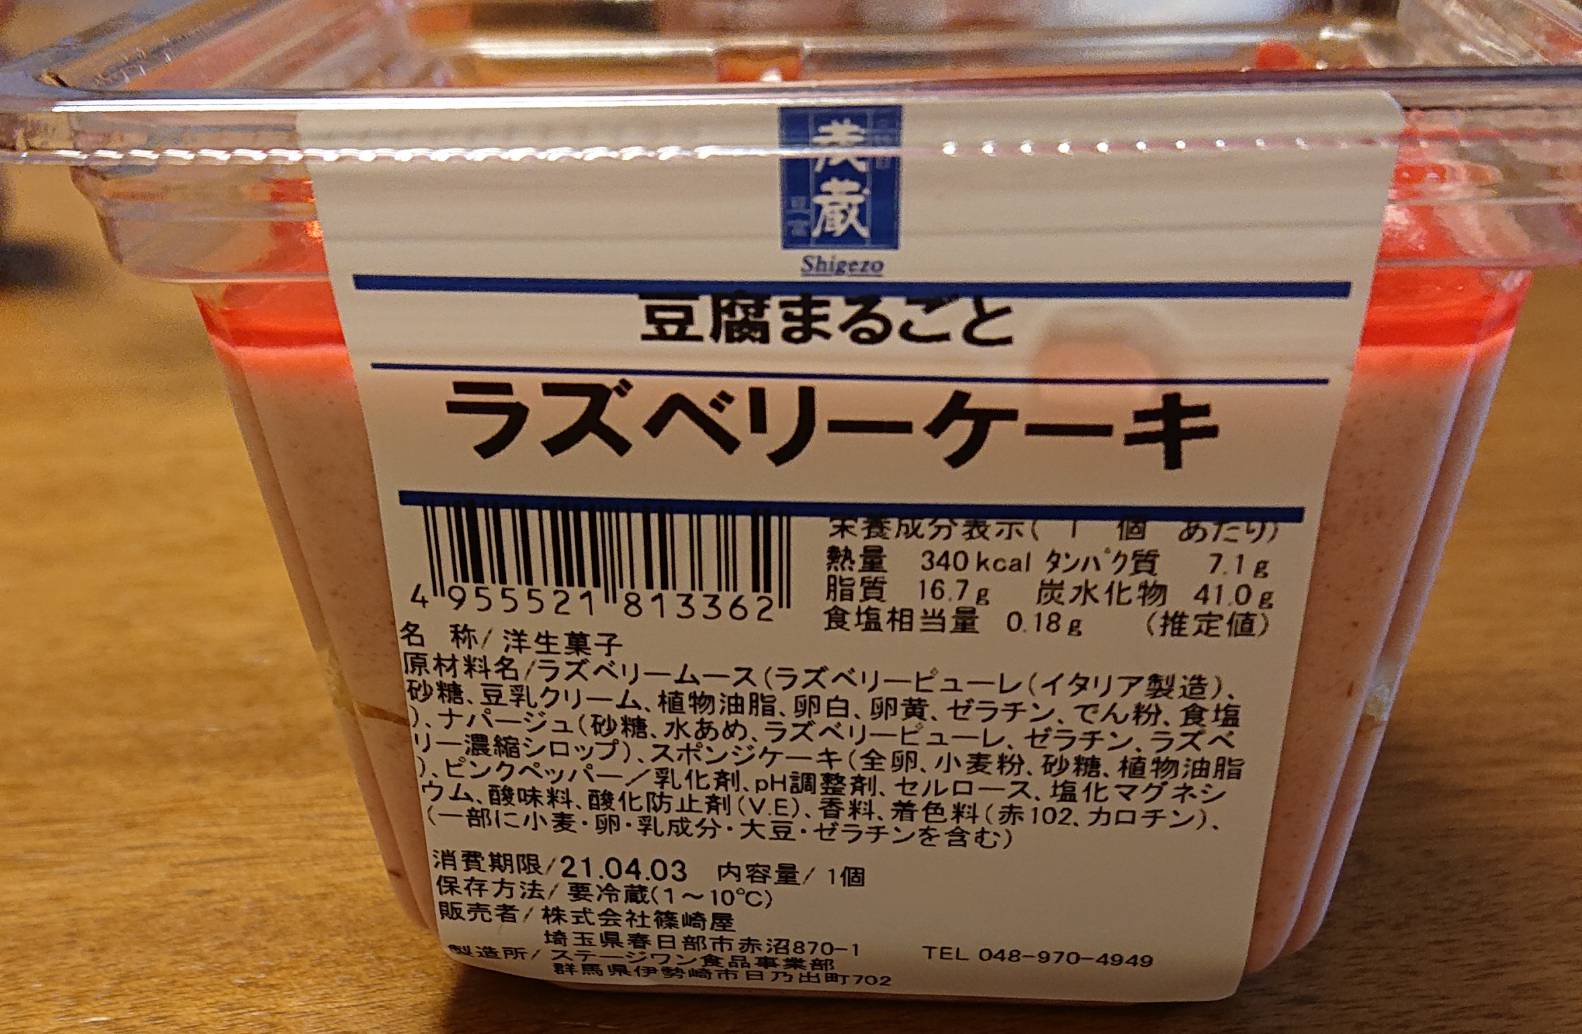 茂蔵
Shigezo
豆腐まるごと
ラズベリーケーキ
栄養成分表示( 1 個 あたり)
熱量 340kcal タンパク質 7.1g
脂質 16.7g 炭水化物 41.0g
食塩相当量 0.18g (推定値)
4 955521 813362
名 称/洋生菓子
原材料名/ラズベリームース(ラズベリーピューレ(イタリア製造)、
砂糖、豆乳クリーム、植物油脂、卵白、卵黄、ゼラチン、でん粉、食塩
)、ナパージュ(砂糖、水あめ、ラズベリーピューレ、ゼラチン、ラズベ
リー濃縮シロップ)、スポンジケーキ(全卵、小麦粉、砂糖、植物油脂
)、ピンクペッパー/乳化剤、pH調整剤、セルロース、塩化マグネシ
ウム、酸味料、酸化防止剤(V.E)、香料、着色料(赤102、カロチン)、
(一部に小麦・卵・乳成分・大豆・ゼラチンを含む)
消費期限/21.04.03 内容量/1個
保存方法/要冷蔵(1～10℃)
販売者/株式会社篠崎屋
埼玉県春日部市赤沼870-1 TEL 048-970-4949
製造所/ステージワン食品事業部
群馬県伊勢崎市日乃出町702